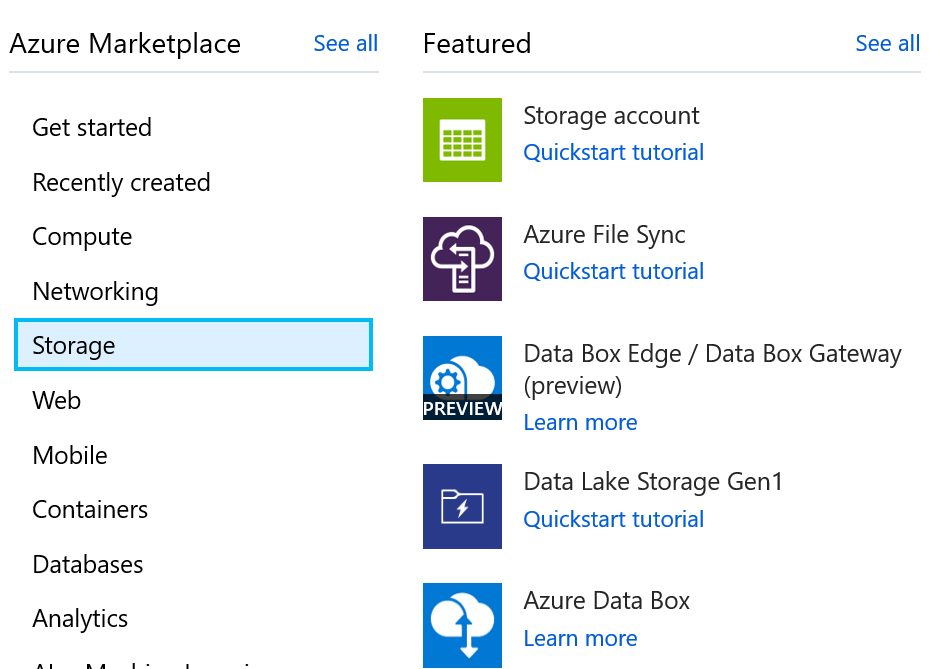 Azure Marketplace
See all
Get started
Recently created
Compute
Networking
Storage
Web
Mobile
Containers
Databases
Analytics
Featured
See all
Storage account
Quickstart tutorial
Azure File Sync
Quickstart tutorial
PREVIEW
Data Box Edge / Data Box Gateway
(preview)
Learn more
Data Lake Storage Gen1
Quickstart tutorial
Azure Data Box
Learn more